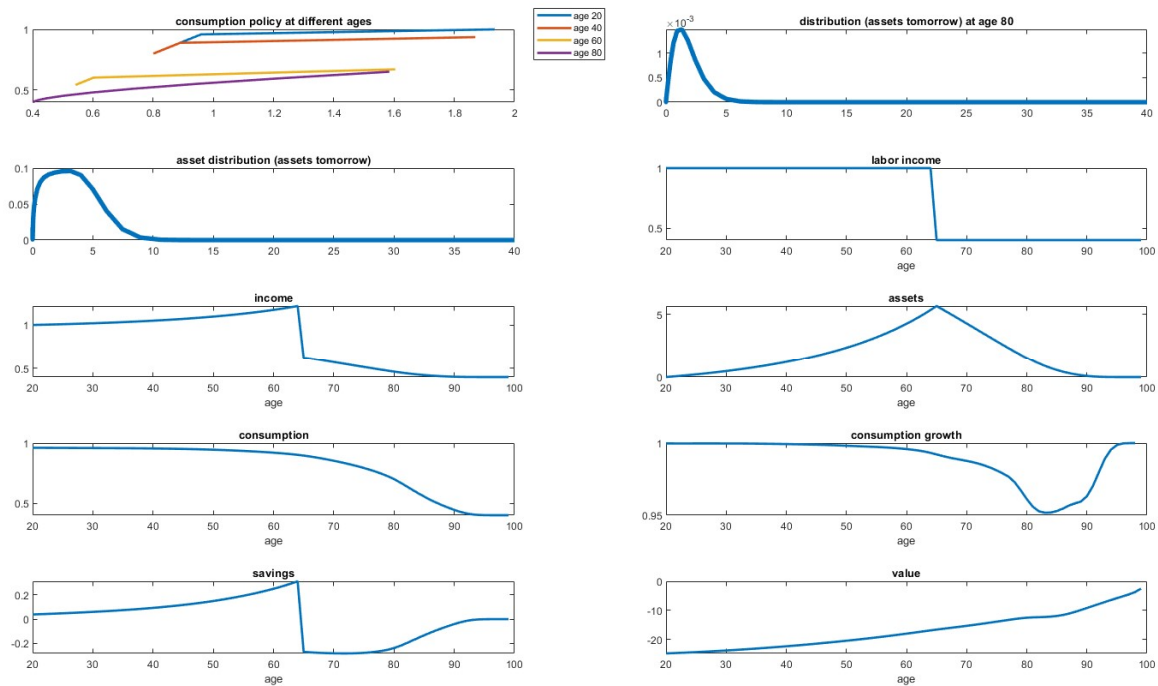 consumption policy at different ages
1
0.5
0.4 0.6 0.8 1 1.2 1.4 1.6 1.8 2
age 20
age 40
age 60
age 80
distribution (assets tomorrow) at age 80
×10⁻³
1
0.5
0
0 5 10 15 20 25 30 35 40
asset distribution (assets tomorrow)
0.1
0.05
0
0 5 10 15 20 25 30 35 40
labor income
1
0.5
20 30 40 50 60 70 80 90 100
age
income
1
0.5
20 30 40 50 60 70 80 90 100
age
assets
5
0
20 30 40 50 60 70 80 90 100
age
consumption
1
0.5
20 30 40 50 60 70 80 90 100
age
consumption growth
1
0.95
20 30 40 50 60 70 80 90 100
age
savings
0.2
0
-0.2
20 30 40 50 60 70 80 90 100
age
value
0
-10
-20
20 30 40 50 60 70 80 90 100
age